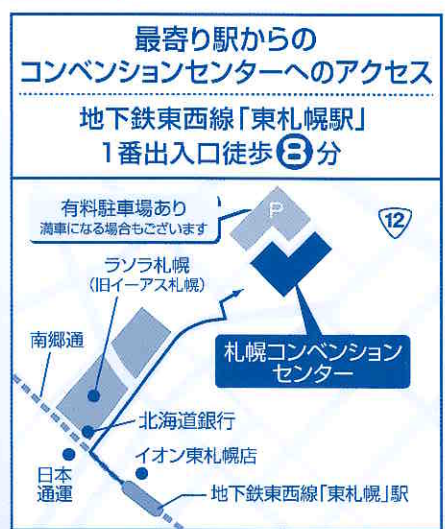 最寄り駅からの
コンベンションセンターへのアクセス
地下鉄東西線「東札幌駅」
1番出入口徒歩8分
有料駐車場あり
満車になる場合もございます
P
12
ラソラ札幌
(旧イーアス札幌)
南郷通
札幌コンベンション
センター
北海道銀行
日本
通運
イオン東札幌店
地下鉄東西線「東札幌」駅